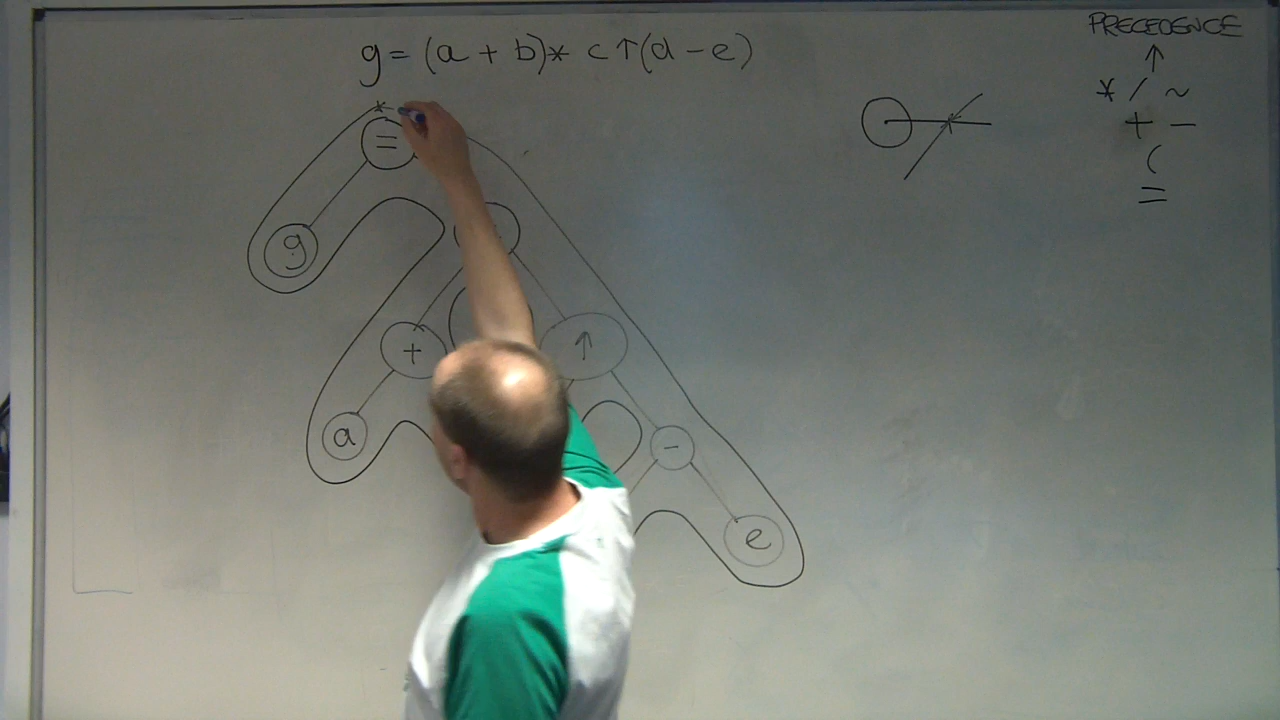 g = (a + b) * c ↑ (d - e)
PRECEDENCE
↑
* / ~
+ -
(
=
*
=
g
+
↑
a
-
e